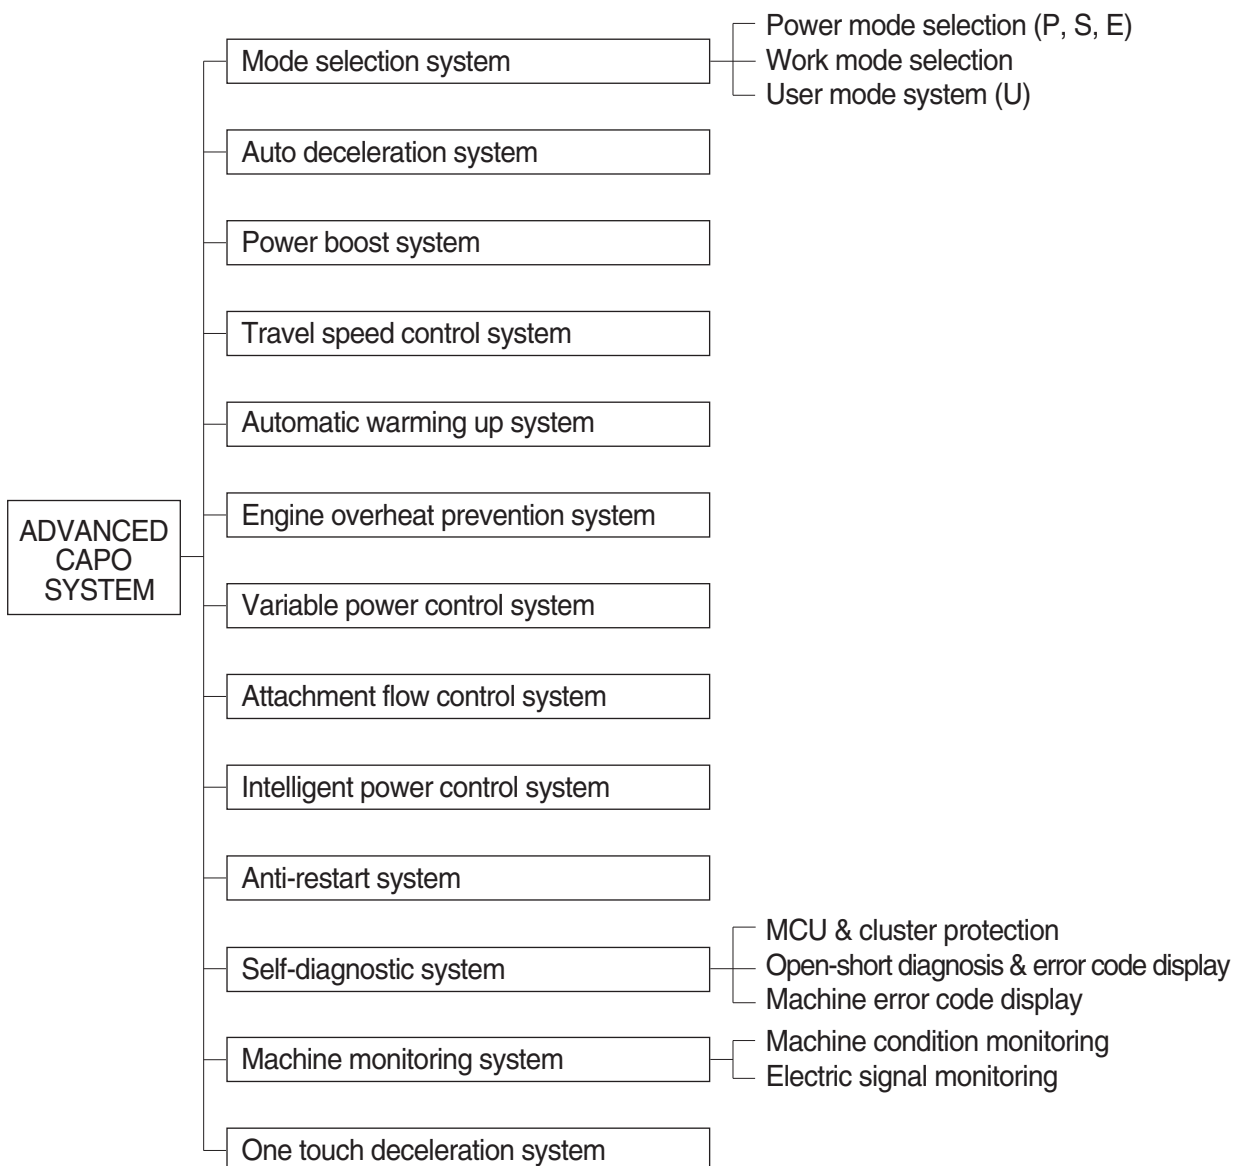 Power mode selection (P, S, E)
Mode selection system
Work mode selection
User mode system (U)
Auto deceleration system
Power boost system
Travel speed control system
Automatic warming up system
Engine overheat prevention system
ADVANCED
CAPO
SYSTEM
Variable power control system
Attachment flow control system
Intelligent power control system
Anti-restart system
MCU & cluster protection
Self-diagnostic system
Open-short diagnosis & error code display
Machine error code display
Machine condition monitoring
Machine monitoring system
Electric signal monitoring
One touch deceleration system